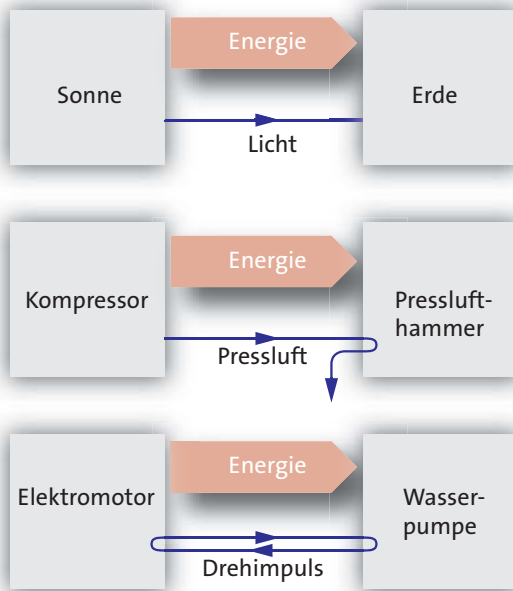 Energie
Sonne
Erde
Licht
Energie
Kompressor
Pressluft-
hammer
Pressluft
Energie
Elektromotor
Wasser-
pumpe
Drehimpuls